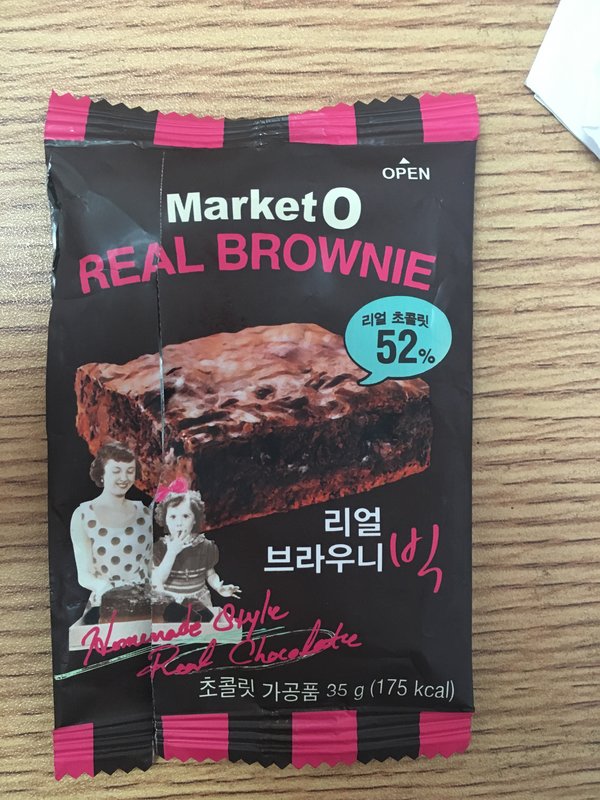 OPEN
Market O
REAL BROWNIE
리얼 초콜릿
52%
리얼
브라우니 빅
Homemade Style
Real Chocolate
초콜릿 가공품 35 g (175 kcal)